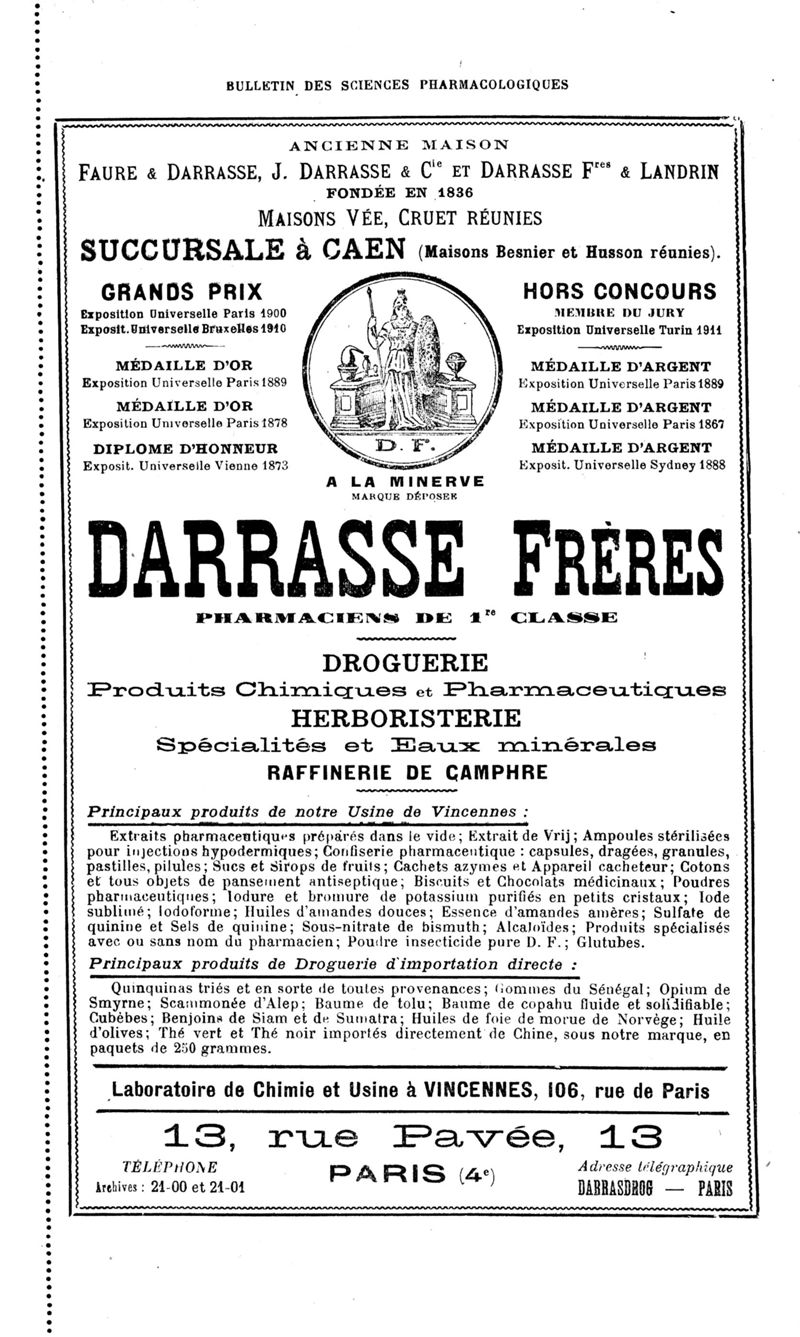 BULLETIN DES SCIENCES PHARMACOLOGIQUES
ANCIENNE MAISON
FAURE & DARRASSE, J. DARRASSE & Cie ET DARRASSE Fres & LANDRIN
FONDÉE EN 1836
MAISONS VÉE, CRUET RÉUNIES
SUCCURSALE à CAEN (Maisons Besnier et Husson réunies).
GRANDS PRIX
Exposition Universelle Paris 1900
Exposit. Universelle Bruxelles 1910
MÉDAILLE D'OR
Exposition Universelle Paris 1889
MÉDAILLE D'OR
Exposition Universelle Paris 1878
DIPLOME D'HONNEUR
Exposit. Universelle Vienne 1873
D. F.
A LA MINERVE
MARQUE DÉPOSÉE
HORS CONCOURS
MEMBRE DU JURY
Exposition Universelle Turin 1911
MÉDAILLE D'ARGENT
Exposition Universelle Paris 1889
MÉDAILLE D'ARGENT
Exposition Universelle Paris 1867
MÉDAILLE D'ARGENT
Exposit. Universelle Sydney 1888
DARRASSE FRÈRES
PHARMACIENS DE 1re CLASSE
DROGUERIE
Produits Chimiques et Pharmaceutiques
HERBORISTERIE
Spécialités et Eaux minérales
RAFFINERIE DE CAMPHRE
Principaux produits de notre Usine de Vincennes :
Extraits pharmaceutiques préparés dans le vide; Extrait de Vrij; Ampoules stérilisées
pour injections hypodermiques; Confiserie pharmaceutique : capsules, dragées, granules,
pastilles, pilules; Sucs et Sirops de fruits; Cachets azymes et Appareil cacheteur; Cotons
et tous objets de pansement antiseptique; Biscuits et Chocolats médicinaux; Poudres
pharmaceutiques; Iodure et bromure de potassium purifiés en petits cristaux; Iode
sublimé; Iodoforme; Huiles d'amandes douces; Essence d'amandes amères; Sulfate de
quinine et Sels de quinine; Sous-nitrate de bismuth; Alcaloïdes; Produits spécialisés
avec ou sans nom du pharmacien; Poudre insecticide pure D. F.; Glutubes.
Principaux produits de Droguerie d'importation directe :
Quinquinas triés et en sorte de toutes provenances; Gommes du Sénégal; Opium de
Smyrne; Scammonée d'Alep; Baume de tolu; Baume de copahu fluide et solidifiable;
Cubèbes; Benjoins de Siam et de Sumatra; Huiles de foie de morue de Norvège; Huile
d'olives; Thé vert et Thé noir importés directement de Chine, sous notre marque, en
paquets de 250 grammes.
Laboratoire de Chimie et Usine à VINCENNES, 106, rue de Paris
13, rue Pavée, 13
TÉLÉPHONE
Archives : 21-00 et 21-01
PARIS (4e)
Adresse télégraphique
DARRASDROG — PARIS